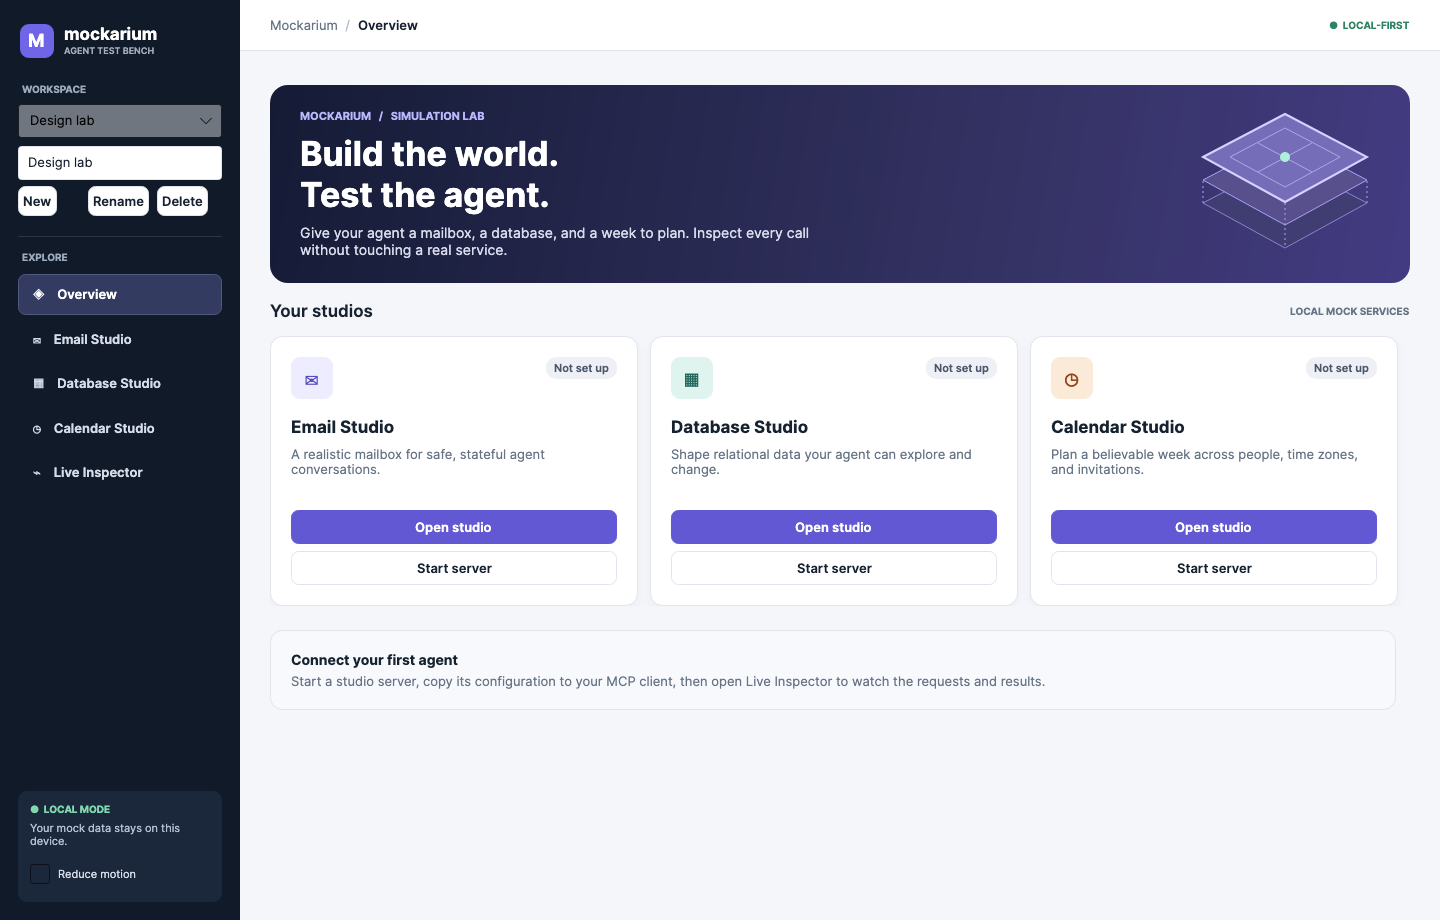 M
mockarium
AGENT TEST BENCH
WORKSPACE
Design lab
Design lab
New Rename Delete
EXPLORE
Overview
Email Studio
Database Studio
Calendar Studio
Live Inspector
LOCAL MODE
Your mock data stays on this
device.
Reduce motion
Mockarium / Overview
LOCAL-FIRST
MOCKARIUM / SIMULATION LAB
Build the world.
Test the agent.
Give your agent a mailbox, a database, and a week to plan. Inspect every call
without touching a real service.
Your studios
LOCAL MOCK SERVICES
Not set up
Email Studio
A realistic mailbox for safe, stateful agent
conversations.
Open studio
Start server
Not set up
Database Studio
Shape relational data your agent can explore and
change.
Open studio
Start server
Not set up
Calendar Studio
Plan a believable week across people, time zones,
and invitations.
Open studio
Start server
Connect your first agent
Start a studio server, copy its configuration to your MCP client, then open Live Inspector to watch the requests and results.